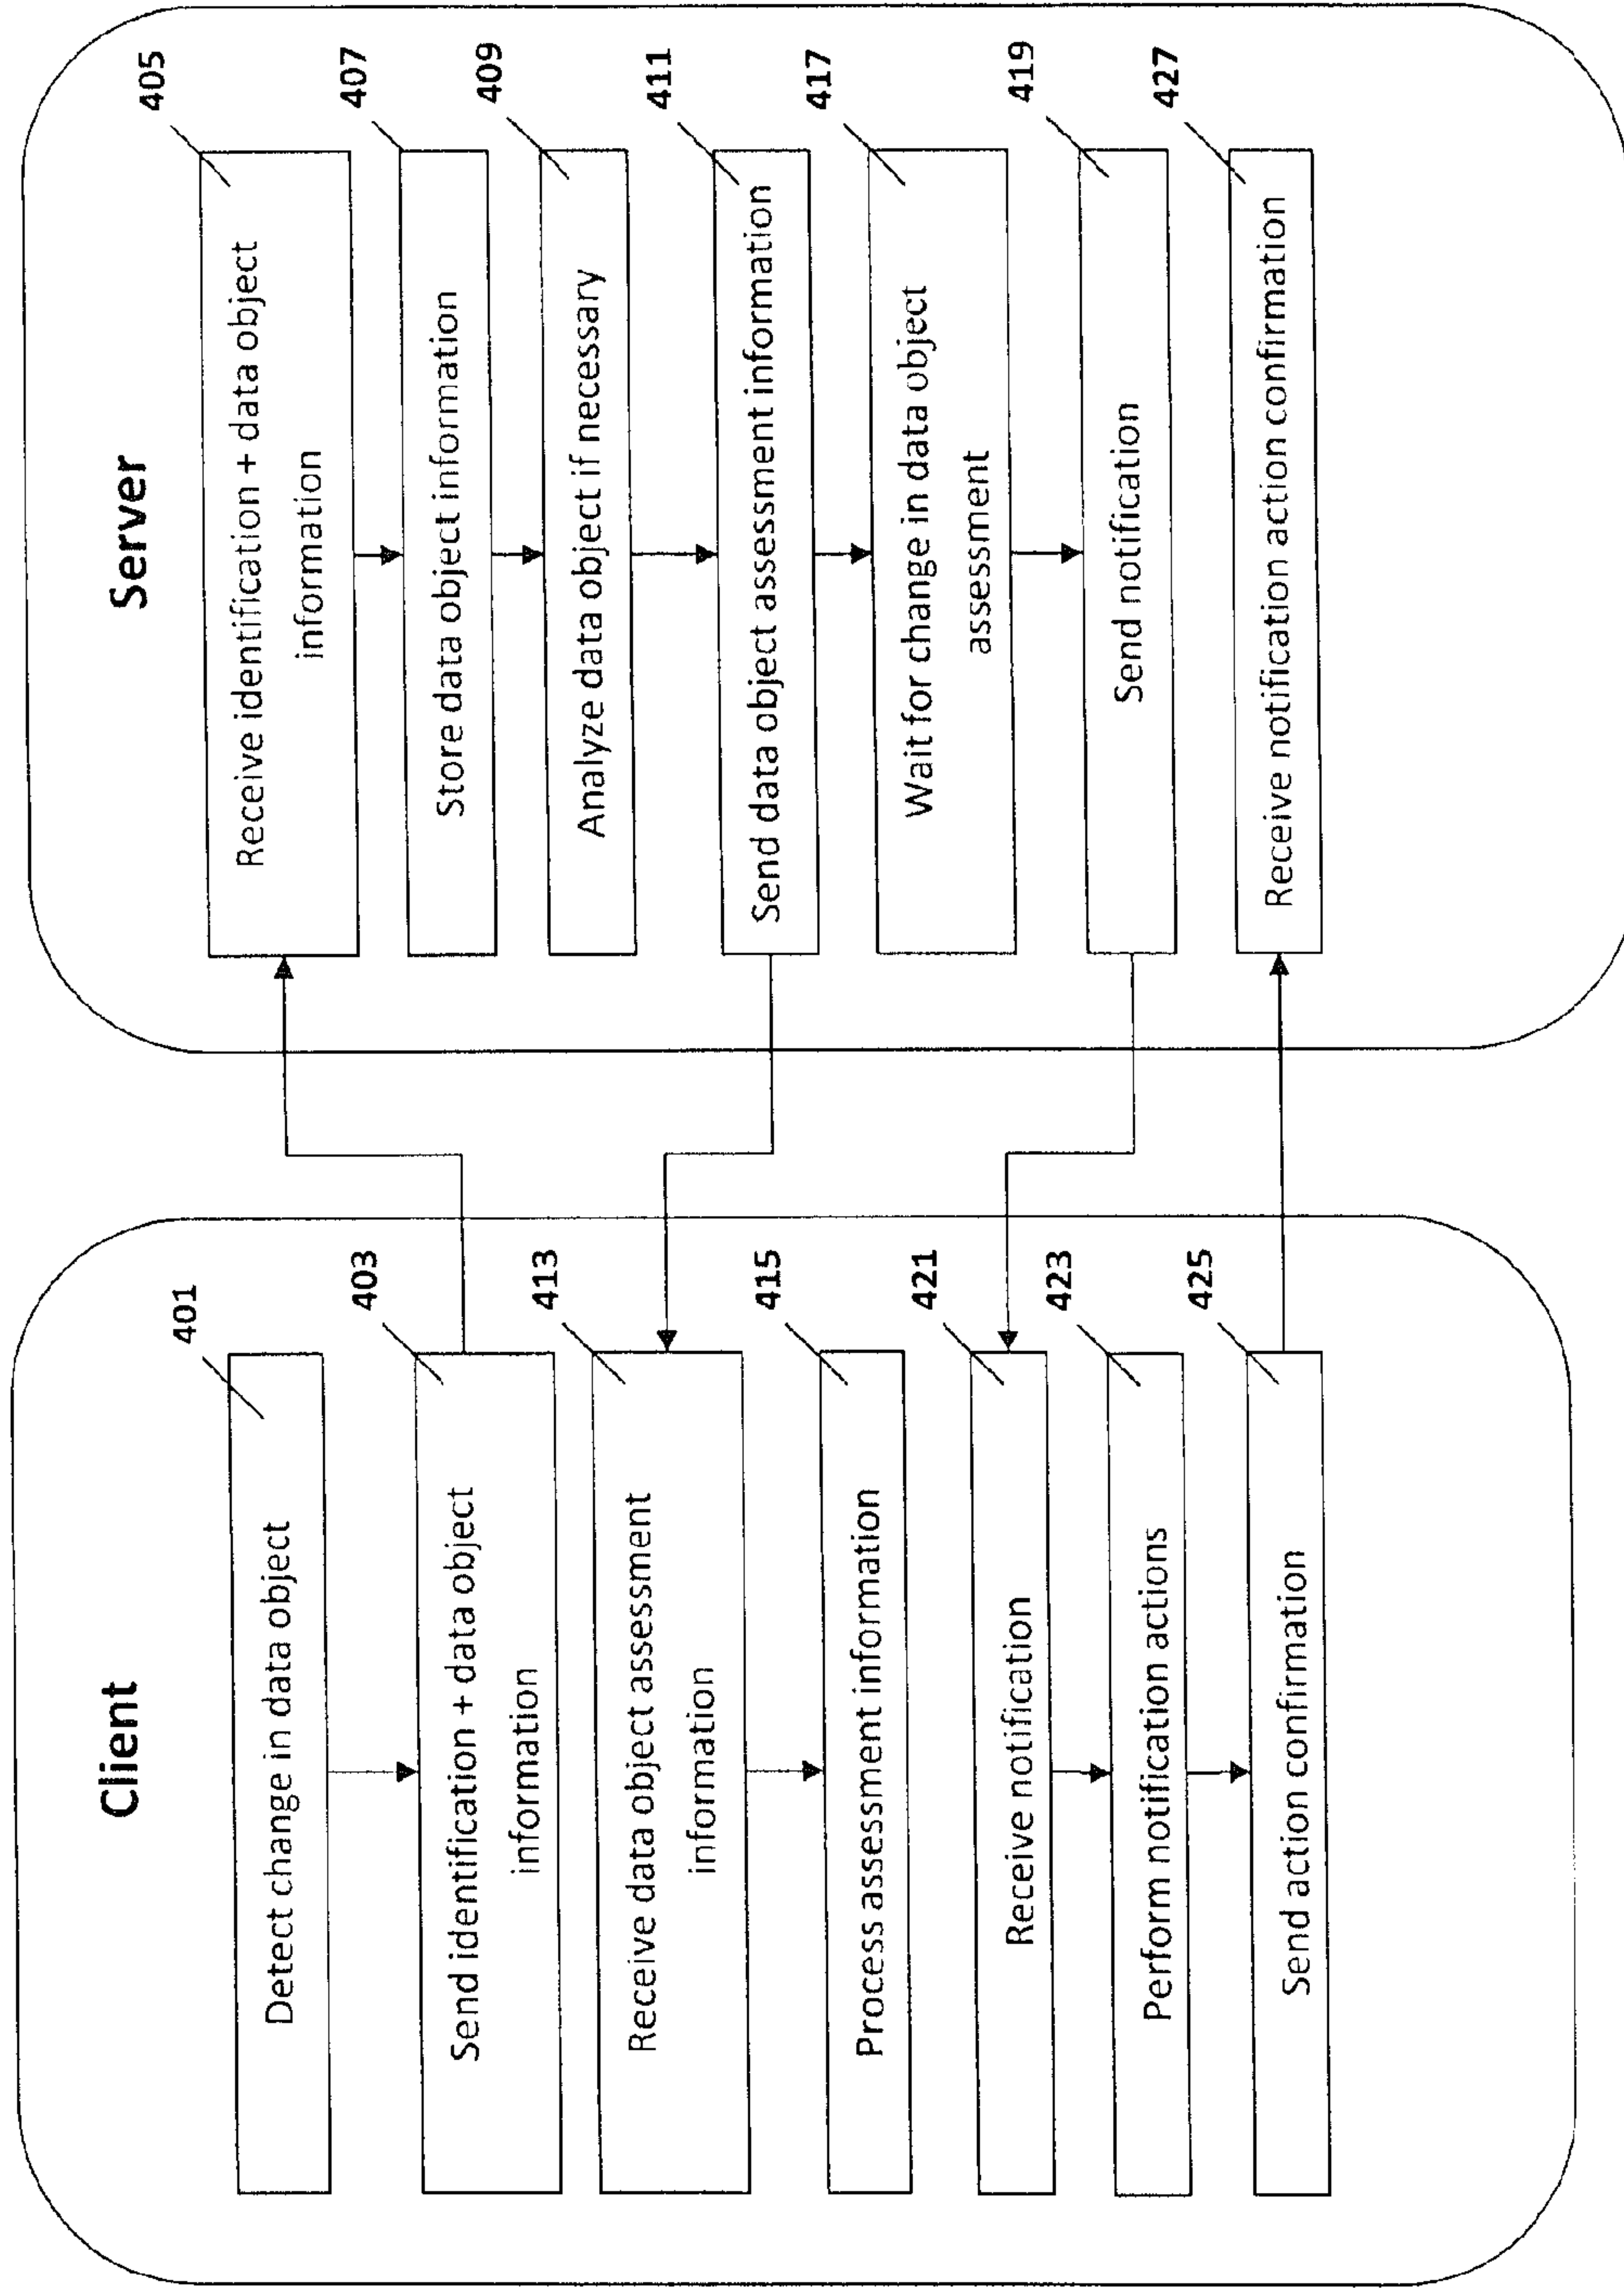 Client
401
Detect change in data object
403
Send identification + data object
information
413
Receive data object assessment
information
415
Process assessment information
421
Receive notification
423
Perform notification actions
425
Send action confirmation
Server
405
Receive identification + data object
information
407
Store data object information
409
Analyze data object if necessary
411
Send data object assessment information
417
Wait for change in data object
assessment
419
Send notification
427
Receive notification action confirmation